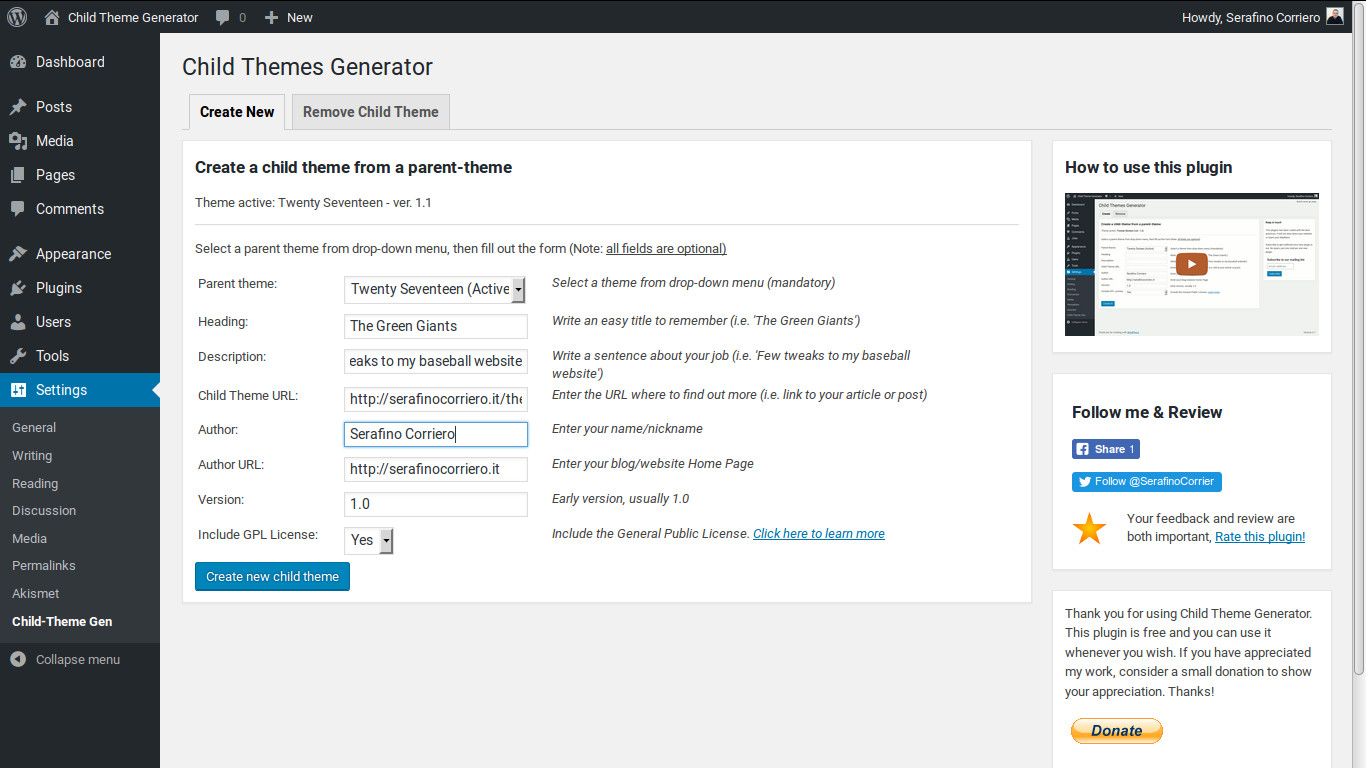 Child Theme Generator 0 New Howdy, Serafino Corriero
Dashboard
Posts
Media
Pages
Comments
Appearance
Plugins
Users
Tools
Settings
General
Writing
Reading
Discussion
Media
Permalinks
Akismet
Child-Theme Gen
Collapse menu
Child Themes Generator
Create New Remove Child Theme
Create a child theme from a parent-theme
Theme active: Twenty Seventeen - ver. 1.1
Select a parent theme from drop-down menu, then fill out the form (Note: all fields are optional)
Parent theme: Twenty Seventeen (Active Select a theme from drop-down menu (mandatory)
Heading: The Green Giants Write an easy title to remember (i.e. 'The Green Giants')
Description: eaks to my baseball website Write a sentence about your job (i.e. 'Few tweaks to my baseball
website')
Child Theme URL: http://serafinocorriero.it/the Enter the URL where to find out more (i.e. link to your article or post)
Author: Serafino Corriero Enter your name/nickname
Author URL: http://serafinocorriero.it Enter your blog/website Home Page
Version: 1.0 Early version, usually 1.0
Include GPL License: Yes Include the General Public License. Click here to learn more
Create new child theme
How to use this plugin
Child Themes Generator
Follow me & Review
Share 1
Follow @SerafinoCorrier
Your feedback and review are
both important, Rate this plugin!
Thank you for using Child Theme Generator.
This plugin is free and you can use it
whenever you wish. If you have appreciated
my work, consider a small donation to show
your appreciation. Thanks!
Donate